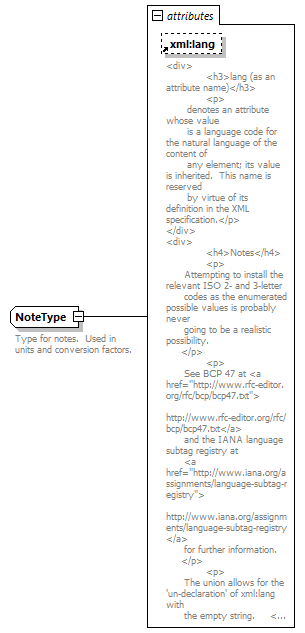 attributes
xml:lang
<div>
<h3>lang (as an
attribute name)</h3>
<p>
denotes an attribute
whose value
is a language code for
the natural language of the
content of
any element; its value
is inherited.  This name is
reserved
by virtue of its
definition in the XML
specification.</p>
</div>
<div>
<h4>Notes</h4>
<p>
Attempting to install the
relevant ISO 2- and 3-letter
codes as the enumerated
possible values is probably
never
going to be a realistic
possibility.
</p>
<p>
See BCP 47 at <a
href="http://www.rfc-editor.
org/rfc/bcp/bcp47.txt">
http://www.rfc-editor.org/rfc/
bcp/bcp47.txt</a>
and the IANA language
subtag registry at
<a
href="http://www.iana.org/a
ssignments/language-subtag-r
egistry">
http://www.iana.org/assignm
ents/language-subtag-registry
</a>
for further information.
</p>
<p>
The union allows for the
'un-declaration' of xml:lang
with
the empty string.    <...
NoteType
Type for notes.  Used in
units and conversion factors.